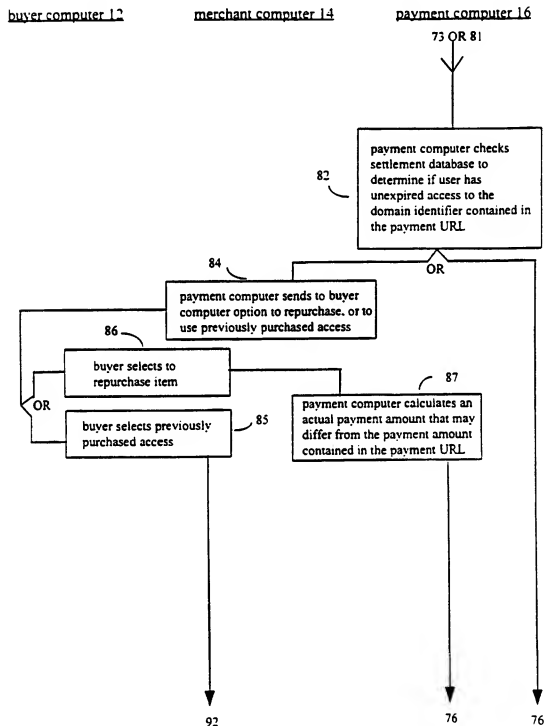 buyer computer 12 merchant computer 14 payment computer 16
73 OR 81
payment computer checks
settlement database to
determine if user has
unexpired access to the
domain identifier contained in
the payment URL
82
OR
84
payment computer sends to buyer
computer option to repurchase, or to
use previously purchased access
86
buyer selects to
repurchase item
OR
87
payment computer calculates an
actual payment amount that may
differ from the payment amount
contained in the payment URL
buyer selects previously
purchased access
85
92 76 76